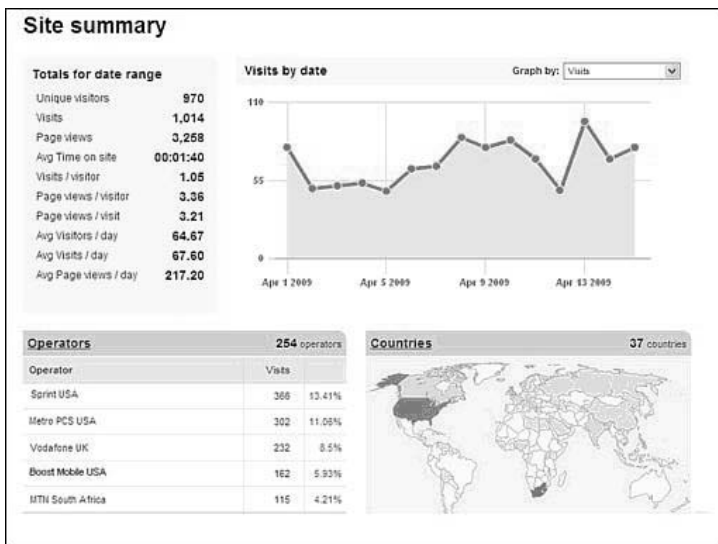 Site summary
Totals for date range
Unique visitors 970
Visits 1,014
Page views 3,258
Avg Time on site 00:01:40
Visits / visitor 1.05
Page views / visitor 3.36
Page views / visit 3.21
Avg Visitors / day 64.67
Avg Visits / day 67.60
Avg Page views / day 217.20
Visits by date Graph by: Visits
110
55
0
Apr 1 2009 Apr 5 2009 Apr 9 2009 Apr 13 2009
Operators 254 operators
Operator Visits
Sprint USA 366 13.41%
Metro PCS USA 302 11.06%
Vodafone UK 232 8.5%
Boost Mobile USA 162 5.93%
MTN South Africa 115 4.21%
Countries 37 countries